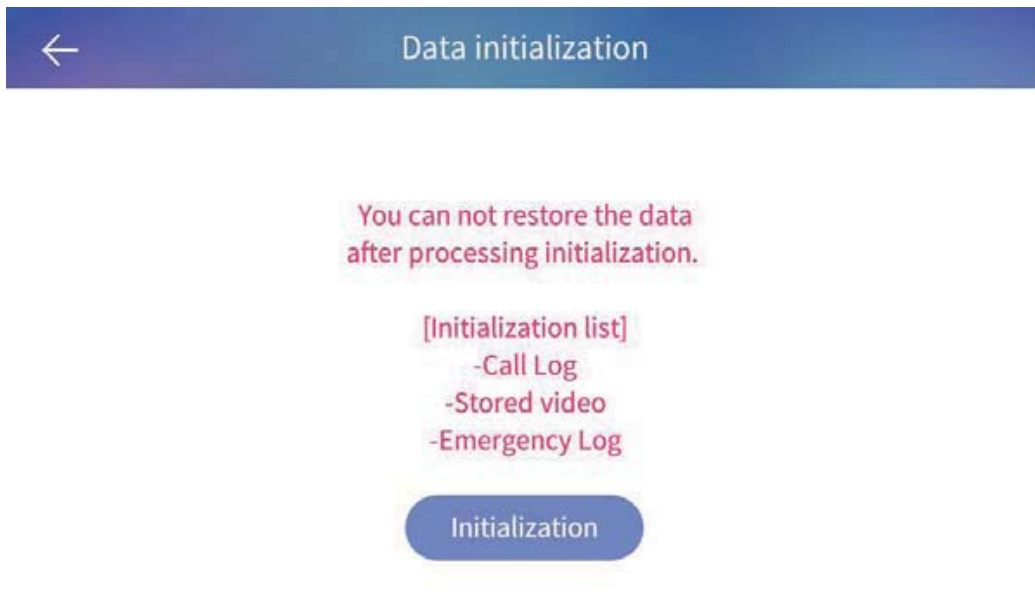 Data initialization
You can not restore the data
after processing initialization.
[Initialization list]
-Call Log
-Stored video
-Emergency Log
Initialization